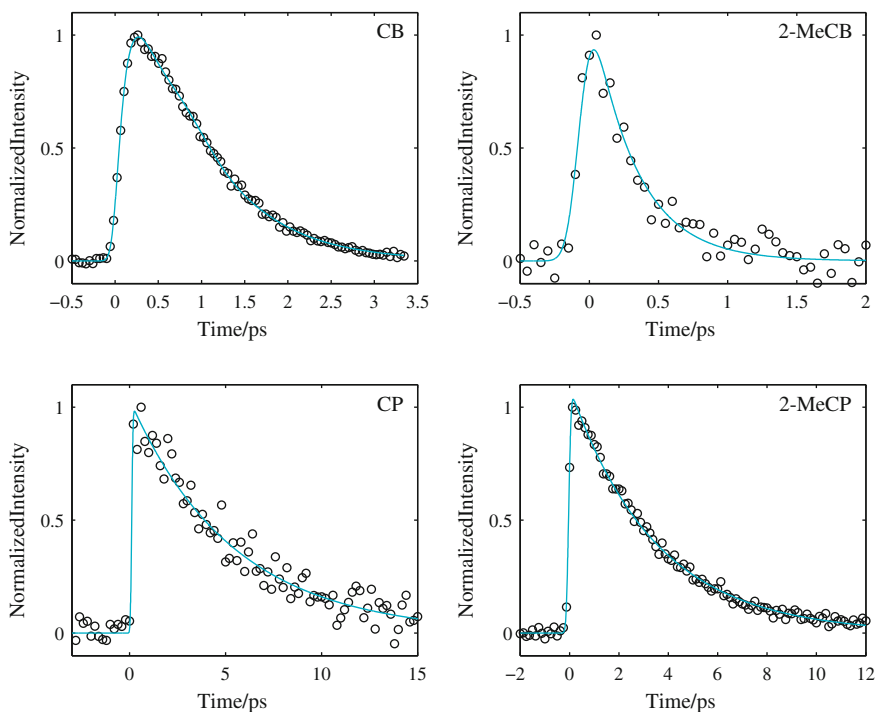 CB
NormalizedIntensity
1
0.5
0
−0.5 0 0.5 1 1.5 2 2.5 3 3.5
Time/ps
2-MeCB
NormalizedIntensity
1
0.5
0
−0.5 0 0.5 1 1.5 2
Time/ps
CP
NormalizedIntensity
1
0.5
0
0 5 10 15
Time/ps
2-MeCP
NormalizedIntensity
1
0.5
0
−2 0 2 4 6 8 10 12
Time/ps